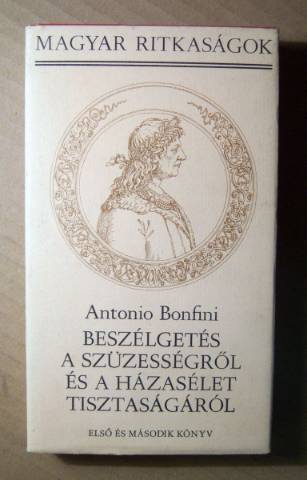 MAGYAR RITKASÁGOK
Antonio Bonfini
BESZÉLGETÉS
A SZÜZESSÉGRŐL
ÉS A HÁZASÉLET
TISZTASÁGÁRÓL
ELSŐ ÉS MÁSODIK KÖNYV